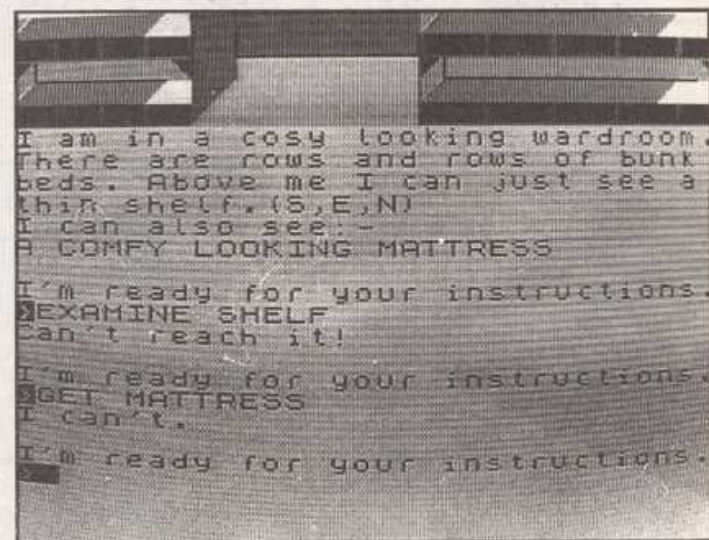 I am in a cosy looking wardroom.
There are rows and rows of bunk
beds. Above me I can just see a
thin shelf.(S,E,N)
I can also see:-
A COMFY LOOKING MATTRESS
I'm ready for your instructions.
>EXAMINE SHELF
Can't reach it!
I'm ready for your instructions.
>GET MATTRESS
I can't.
I'm ready for your instructions.
>